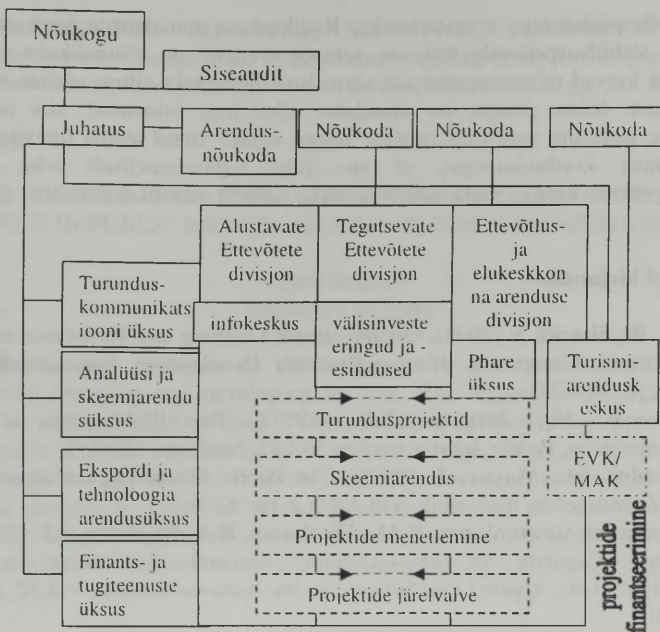 Nõukogu
Siseaudit
Juhatus
Arendus-
nõukoda
Nõukoda
Nõukoda
Nõukoda
Alustavate
Ettevõtete
divisjon
Tegutsevate
Ettevõtete
divisjon
Ettevõtlus-
ja
elukeskkon
na arenduse
divisjon
Turundus-
kommunikats
iooni üksus
infokeskus
välisinveste
eringud ja
esindused
Analüüsi ja
skeemiarendu
süksus
Phare
üksus
Turismi-
arendusk
eskus
Turundusprojektid
Ekspordi ja
tehnoloogia
arendusüksus
Skeemiarendus
EVK/
MAK
Projektide menetlemine
Finants- ja
tugiteenuste
üksus
Projektide järelvalve
projektide
finantseerimine